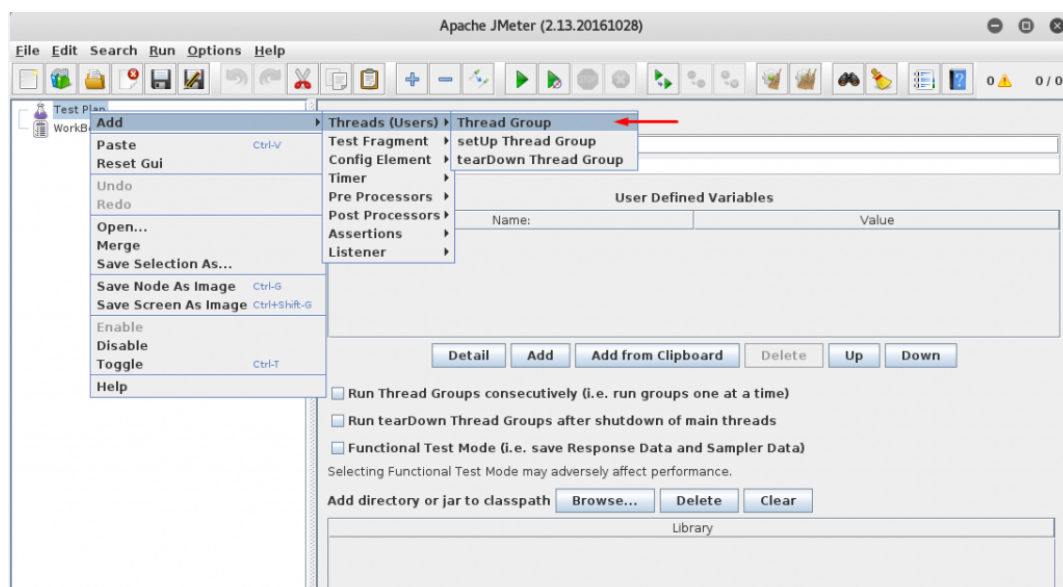 Apache JMeter (2.13.20161028)
File Edit Search Run Options Help
0 0 / 0
Test Plan
WorkB
Add
Paste Ctrl-V
Reset Gui
Undo
Redo
Open...
Merge
Save Selection As...
Save Node As Image Ctrl-G
Save Screen As Image Ctrl+Shift-G
Enable
Disable
Toggle Ctrl-T
Help
Threads (Users)
Test Fragment
Config Element
Timer
Pre Processors
Post Processors
Assertions
Listener
Thread Group
setUp Thread Group
tearDown Thread Group
User Defined Variables
Name: Value
Detail Add Add from Clipboard Delete Up Down
Run Thread Groups consecutively (i.e. run groups one at a time)
Run tearDown Thread Groups after shutdown of main threads
Functional Test Mode (i.e. save Response Data and Sampler Data)
Selecting Functional Test Mode may adversely affect performance.
Add directory or jar to classpath Browse... Delete Clear
Library